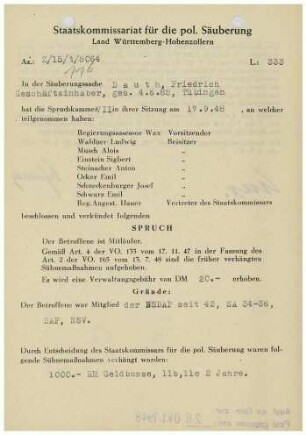 Staatskommissariat für die pol. Säuberung
Land Württemberg-Hohenzollern
Az.: 2/15/4/8064
L.: 333
In der Säuberungssache Dauth, Friedrich
Geschäftsinhaber, geb. 4.6.82, Tübingen
hat die Spruchkammer VII in ihrer Sitzung am 17.9.48, an welcher
teilgenommen haben:
Regierungsassessor Wax Vorsitzender
Waldner Ludwig Beisitzer
Musch Alois "
Einstein Sigbert "
Steinacher Anton "
Orker Emil "
Schneckenburger Josef "
Schwarz Emil "
Reg.Angest. Hauer Vertreter des Staatskommissars
beschlossen und verkündet folgenden
SPRUCH
Der Betroffene ist Mitläufer.
Gemäß Art. 4 der VO. 133 vom 17. 11. 47 in der Fassung des
Art. 2 der VO. 165 vom 13. 7. 48 sind die früher verhängten
Sühnemaßnahmen aufgehoben.
Es wird eine Verwaltungsgebühr von DM 20.- erhoben.
Gründe:
Der Betroffene war Mitglied der NSDAP seit 42, SA 34-36,
DAF, NSV.
Durch Entscheidung des Staatskommissars für die pol. Säuberung waren fol-
gende Sühnemaßnahmen verhängt worden:
1000.- RM Geldbusse, 11b,11c 2 Jahre.